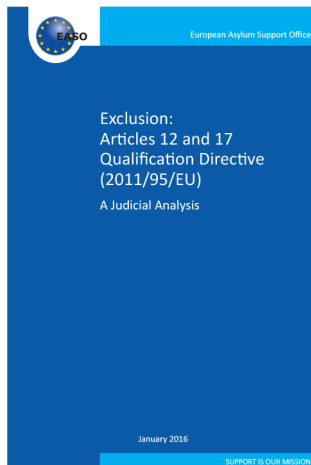 EASO
European Asylum Support Office
Exclusion:
Articles 12 and 17
Qualification Directive
(2011/95/EU)
A Judicial Analysis
January 2016
SUPPORT IS OUR MISSION